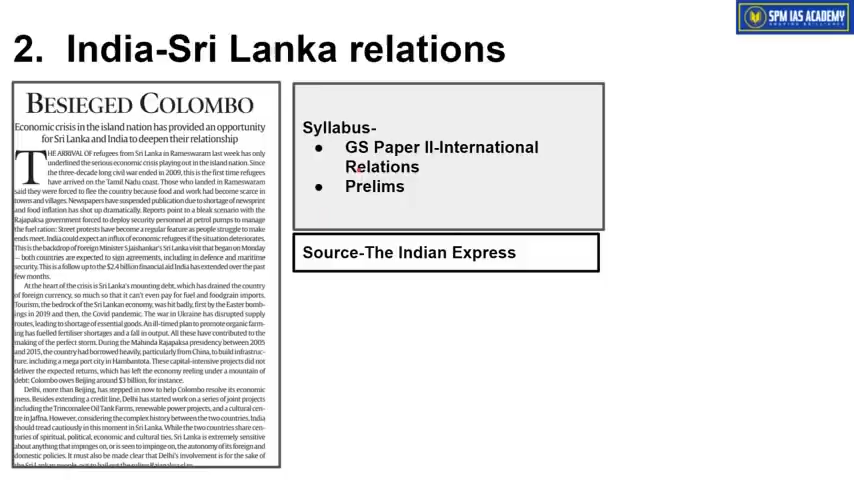 SPM IAS ACADEMY
2. India-Sri Lanka relations
BESIEGED COLOMBO
Economic crisis in the island nation has provided an opportunity
for Sri Lanka and India to deepen their relationship
THE ARRIVAL OF refugees from Sri Lanka in Rameswaram last week has only
underlined the serious economic crisis playing out in the island nation. Since
the three-decade long civil war ended in 2009, this is the first time refugees
have arrived on the Tamil Nadu coast. Those who landed in Rameswaram
said they were forced to flee the country because food and work had become scarce in
towns and villages. Newspapers have suspended publication due to shortage of newsprint
and food inflation has shot up dramatically. Reports point to a bleak scenario with the
Rajapaksa government forced to deploy security personnel at petrol pumps to manage
the fuel ration: Street protests have become a regular feature as people struggle to make
ends meet. India could expect an influx of economic refugees if the situation deteriorates.
This is the backdrop of Foreign Minister S Jaishankar's Sri Lanka visit that began on Monday
— both countries are expected to sign agreements, including in defence and maritime
security. This is a follow up to the $2.4 billion financial aid India has extended over the past
few months.
At the heart of the crisis is Sri Lanka's mounting debt, which has drained the country
of foreign currency, so much so that it can't even pay for fuel and foodgrain imports.
Tourism, the bedrock of the Sri Lankan economy, was hit badly, first by the Easter bomb-
ings in 2019 and then, the Covid pandemic. The war in Ukraine has disrupted supply
routes, leading to shortage of essential goods. An ill-timed plan to promote organic farm-
ing has fuelled fertiliser shortages and a fall in output. All these have contributed to the
making of the perfect storm. During the Mahinda Rajapaksa presidency between 2005
and 2015, the country had borrowed heavily, particularly from China, to build infrastruc-
ture, including a mega port city in Hambantota. These capital-intensive projects did not
deliver the expected returns, which has left the economy reeling under a mountain of
debt: Colombo owes Beijing around $3 billion, for instance.
Delhi, more than Beijing, has stepped in now to help Colombo resolve its economic
mess. Besides extending a credit line, Delhi has started work on a series of joint projects
including the Trincomalee Oil Tank Farms, renewable power projects, and a cultural cen-
tre in Jaffna. However, considering the complex history between the two countries, India
should tread cautiously in this moment in Sri Lanka. While the two countries share cen-
turies of spiritual, political, economic and cultural ties, Sri Lanka is extremely sensitive
about anything that impinges on, or is seen to impinge on, the autonomy of its foreign and
domestic policies. It must also be made clear that Delhi's involvement is for the sake of
Syllabus-
● GS Paper II-International
Relations
● Prelims
Source-The Indian Express